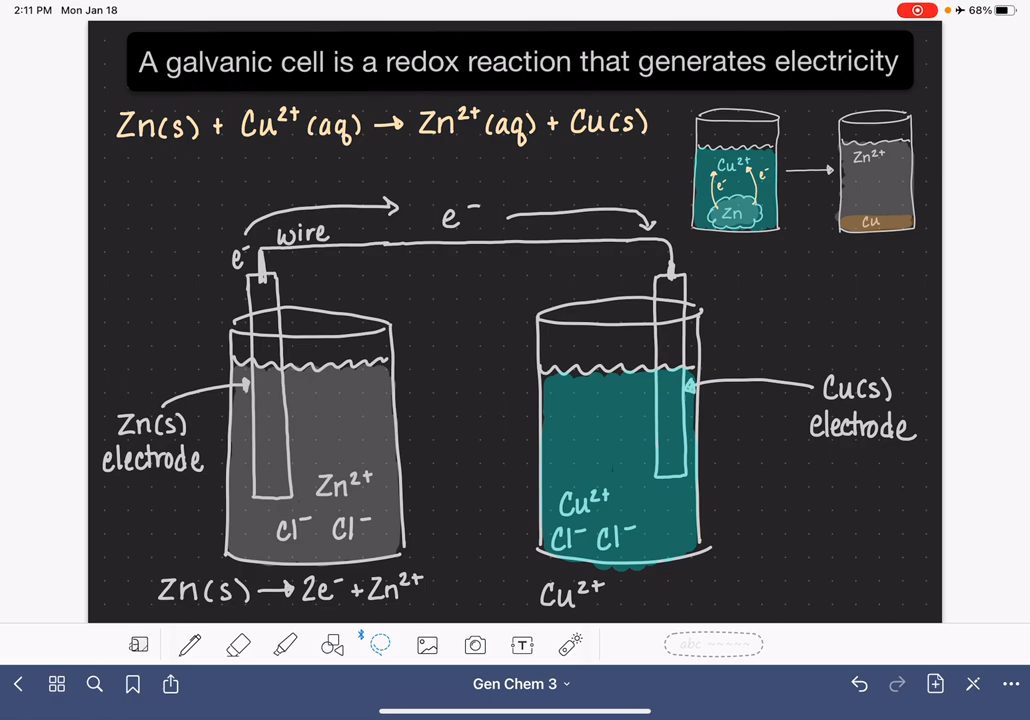 2:11 PM Mon Jan 18
68%
A galvanic cell is a redox reaction that generates electricity
Zn(s) + Cu²⁺(aq) → Zn²⁺(aq) + Cu(s)
Cu²⁺
e⁻ e⁻
Zn
Zn²⁺
Cu
e⁻
wire
e⁻
Zn(s)
electrode
Cu(s)
electrode
Zn²⁺
Cl⁻ Cl⁻
Cu²⁺
Cl⁻ Cl⁻
Zn(s) → 2e⁻ + Zn²⁺
Cu²⁺
abc
T
Gen Chem 3